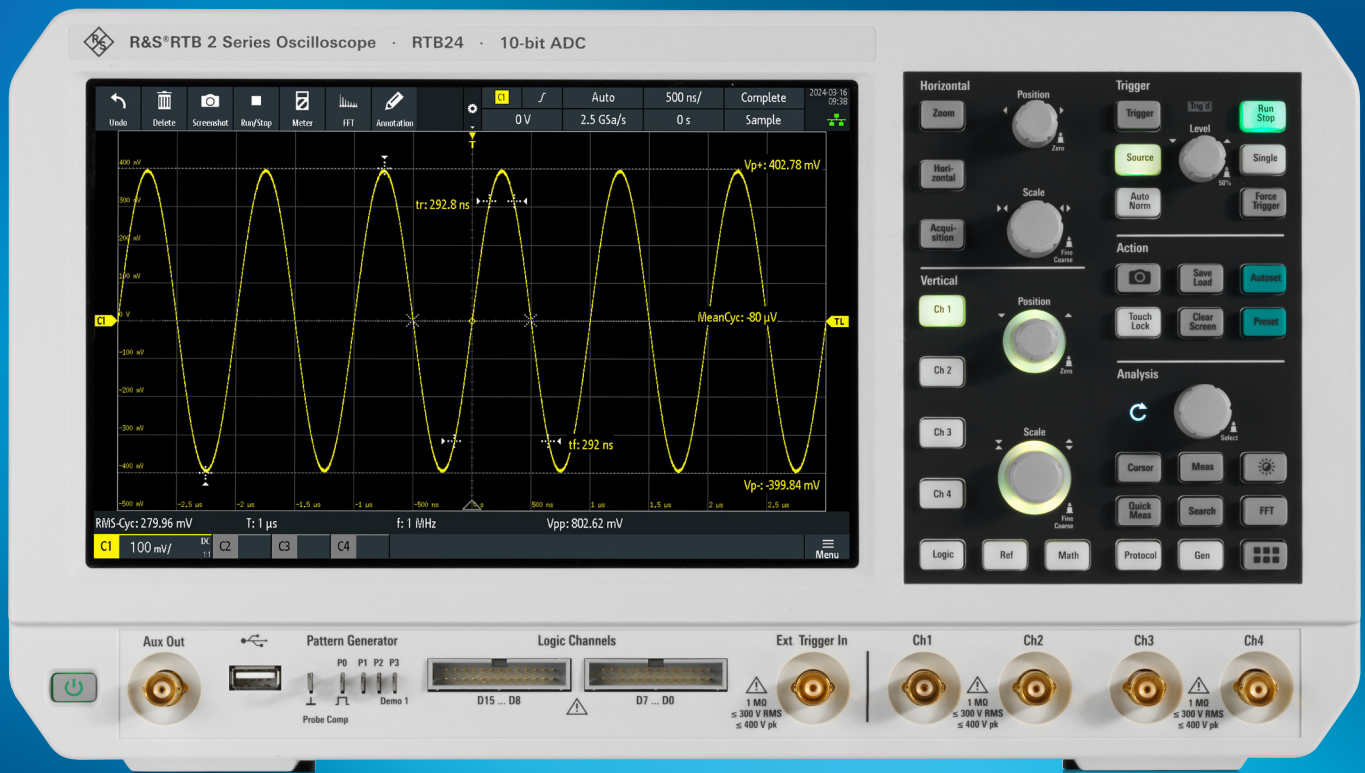 R&S
R&S®RTB 2 Series Oscilloscope · RTB24 · 10-bit ADC
Undo
Delete
Screenshot
Run/Stop
Meter
FFT
Annotation
C1
Auto
500 ns/
Complete
2024-03-16
09:38
0 V
2.5 GSa/s
0 s
Sample
T
400 mV
300 mV
200 mV
100 mV
0 V
-100 mV
-200 mV
-300 mV
-400 mV
-500 mV
Vp+: 402.78 mV
tr: 292.8 ns
C1
MeanCyc: -80 µV
TL
tf: 292 ns
Vp-: -399.84 mV
-2.5 µs
-2 µs
-1.5 µs
-1 µs
-500 ns
0 s
500 ns
1 µs
1.5 µs
2 µs
2.5 µs
RMS-Cyc: 279.96 mV
T: 1 µs
f: 1 MHz
Vpp: 802.62 mV
C1
100 mV/
DC
1:1
C2
C3
C4
Menu
Horizontal
Zoom
Position
Zero
Hori-
zontal
Scale
Acqui-
sition
Fine
Coarse
Vertical
Ch 1
Position
Zero
Ch 2
Ch 3
Scale
Ch 4
Fine
Coarse
Logic
Ref
Math
Trigger
Trigger
Trig'd
Run
Stop
Level
Source
Single
50%
Auto
Norm
Force
Trigger
Action
Save
Load
Autoset
Touch
Lock
Clear
Screen
Preset
Analysis
Select
Cursor
Meas
Quick
Meas
Search
FFT
Protocol
Gen
Aux Out
Pattern Generator
P0 P1 P2 P3
Demo 1
Probe Comp
Logic Channels
D15 ... D8
D7 ... D0
Ext Trigger In
1 MΩ
≤ 300 V RMS
≤ 400 V pk
Ch1
1 MΩ
≤ 300 V RMS
≤ 400 V pk
Ch2
Ch3
1 MΩ
≤ 300 V RMS
≤ 400 V pk
Ch4